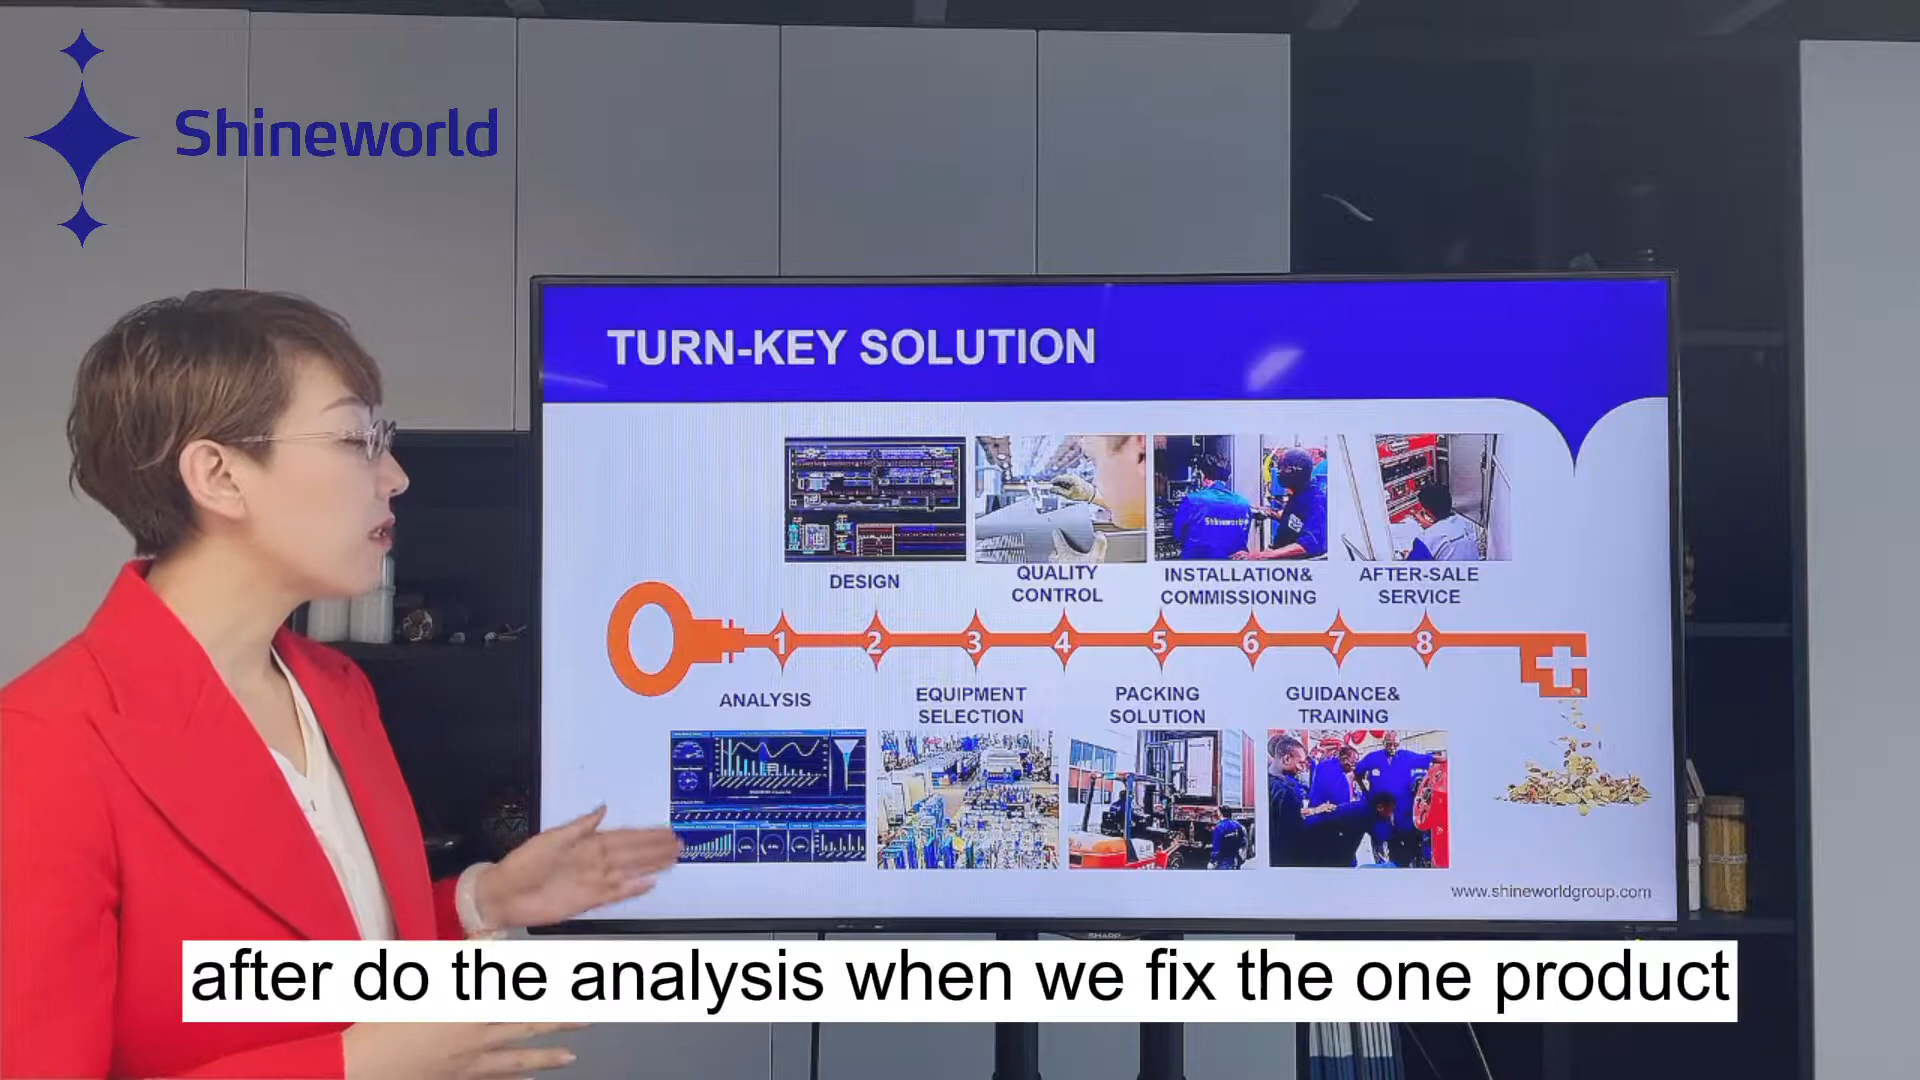 Shineworld
TURN-KEY SOLUTION
DESIGN
QUALITY
CONTROL
INSTALLATION&
COMMISSIONING
AFTER-SALE
SERVICE
1 2 3 4 5 6 7 8
ANALYSIS
EQUIPMENT
SELECTION
PACKING
SOLUTION
GUIDANCE&
TRAINING
Shineworld
www.shineworldgroup.com
SHARP
after do the analysis when we fix the one product